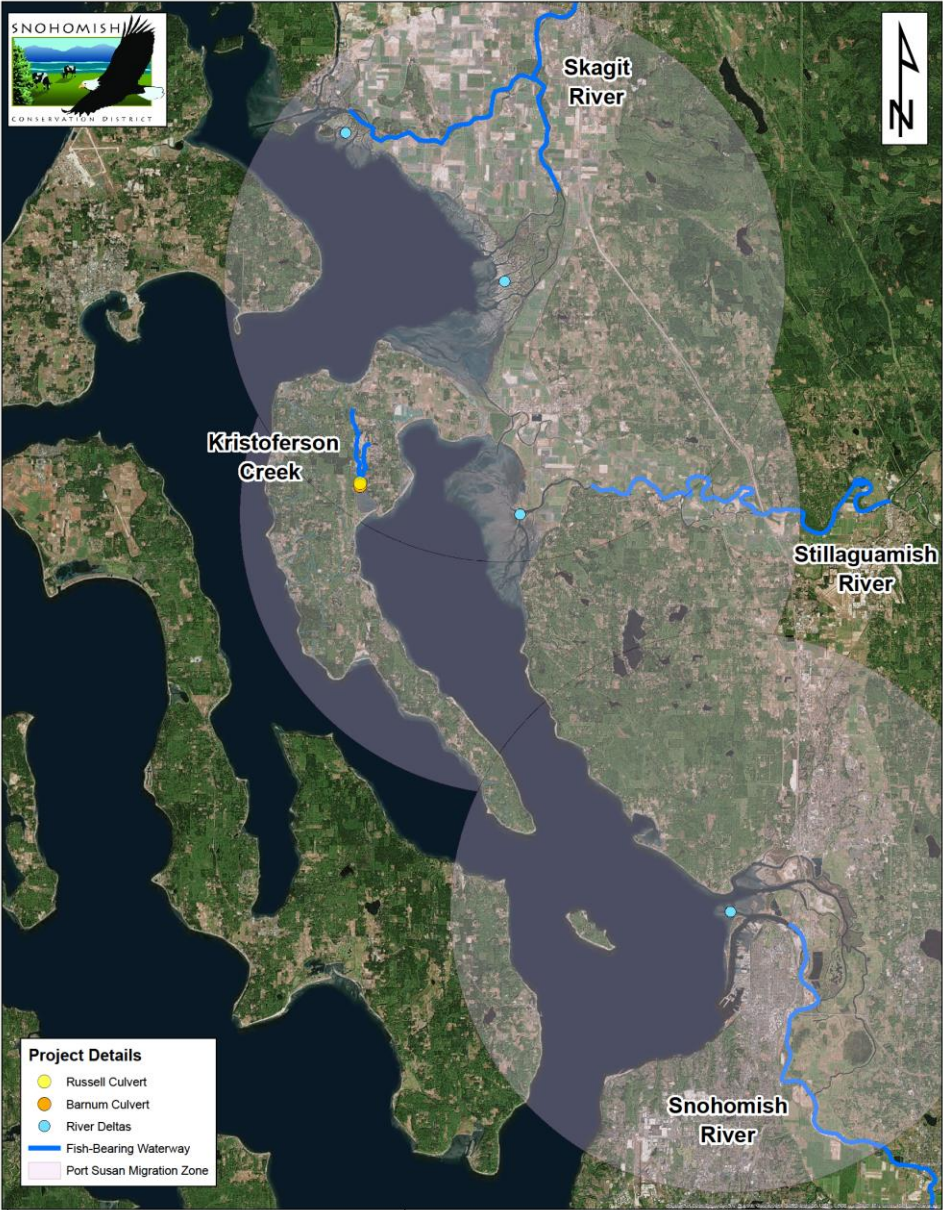 SNOHOMISH
CONSERVATION DISTRICT
N
Skagit
River
Kristoferson
Creek
Stillaguamish
River
Snohomish
River
Project Details
Russell Culvert
Barnum Culvert
River Deltas
Fish-Bearing Waterway
Port Susan Migration Zone